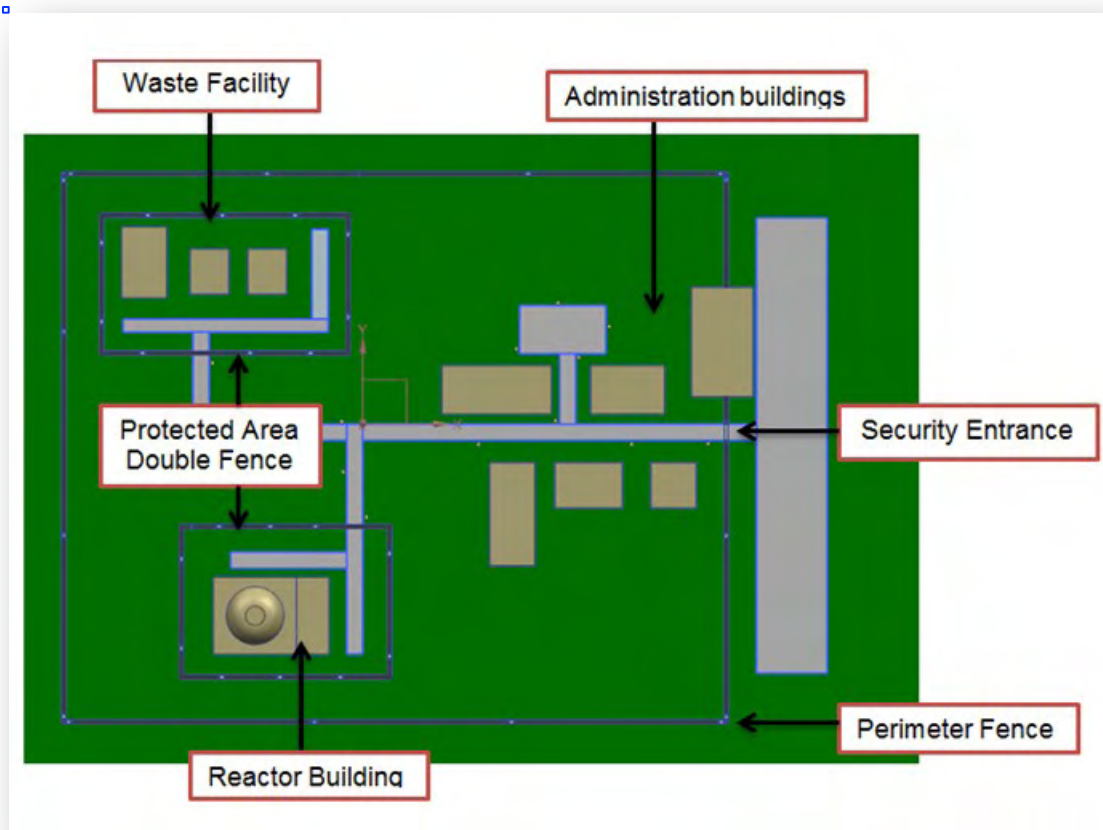 Waste Facility
Administration buildings
Y
X
Protected Area
Double Fence
Security Entrance
Perimeter Fence
Reactor Building